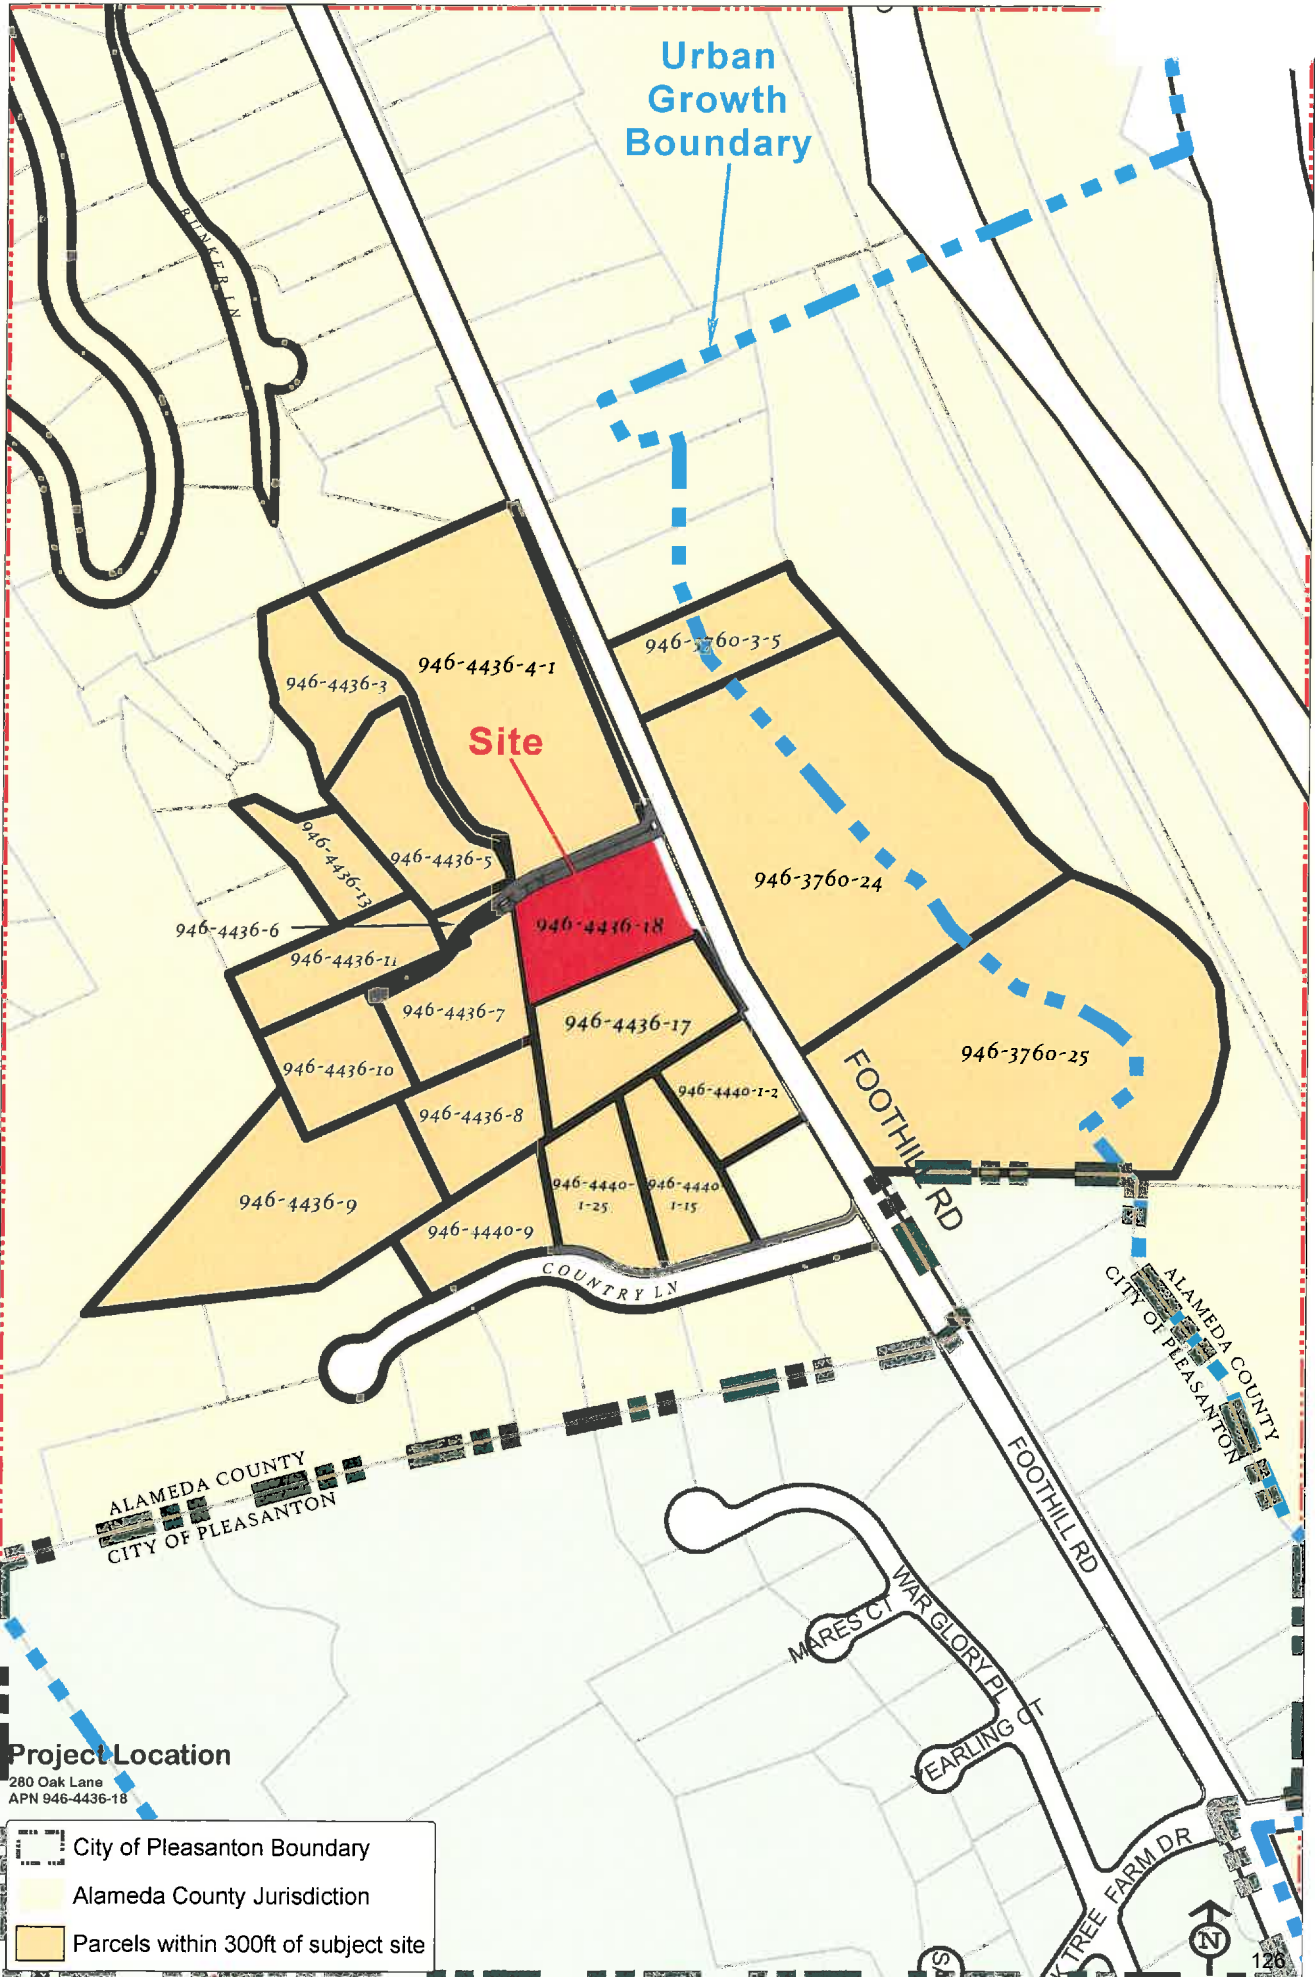 Urban
Growth
Boundary
BUNKER LN
946-3760-3-5
946-4436-4-1
946-4436-3
Site
946-4436-5
946-4436-13
946-3760-24
946-4436-6
946-4436-18
946-4436-11
946-4436-7
946-4436-17
946-3760-25
946-4436-10
946-4440-1-2
946-4436-8
FOOTHILL RD
946-4440-
1-25
946-4440-
1-15
946-4436-9
946-4440-9
COUNTRY LN
ALAMEDA COUNTY
CITY OF PLEASANTON
ALAMEDA COUNTY
CITY OF PLEASANTON
FOOTHILL RD
WAR GLORY PL
MARES CT
YEARLING CT
FARM DR
TREE
Project Location
280 Oak Lane
APN 946-4436-18
City of Pleasanton Boundary
Alameda County Jurisdiction
Parcels within 300ft of subject site
N
126